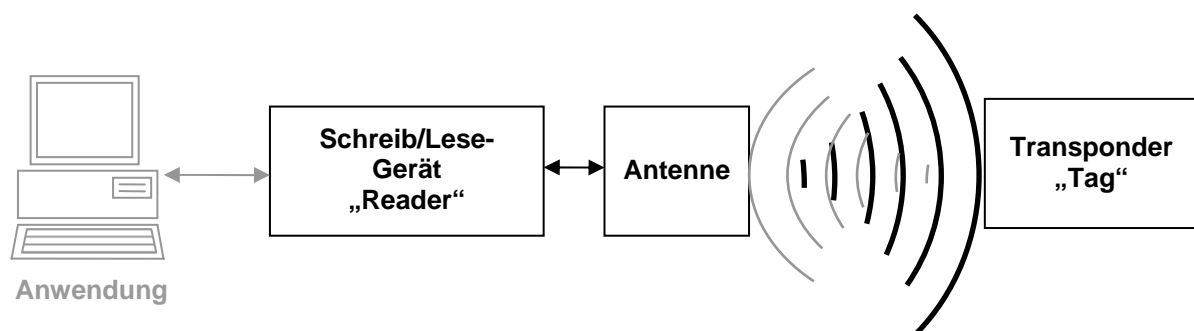 Schreib/Lese-
Gerät
„Reader“
Antenne
Transponder
„Tag“
Anwendung